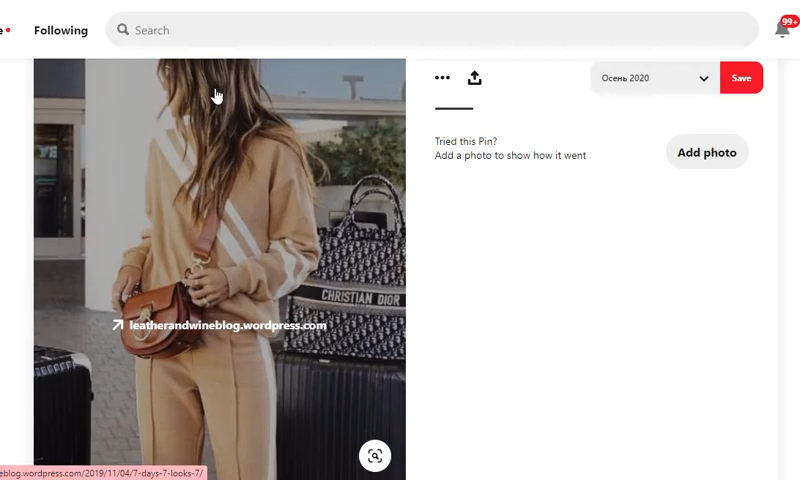 Following
Search
99+
Осень 2020
Save
Tried this Pin?
Add a photo to show how it went
Add photo
CHRISTIAN DIOR
leatherandwineblog.wordpress.com
eblog.wordpress.com/2019/11/04/7-days-7-looks-7/